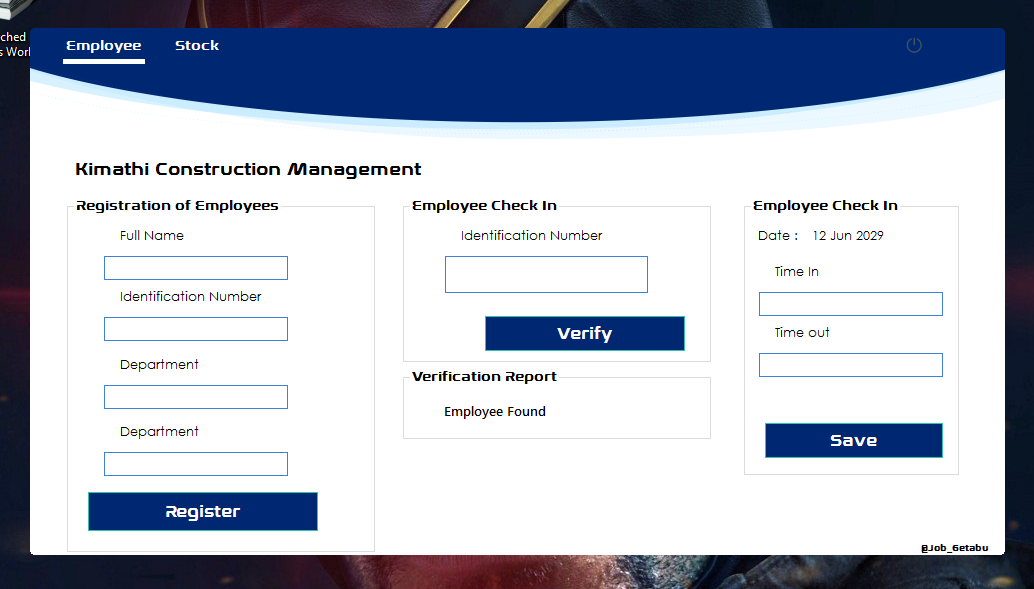 ched
s Worl
Employee
Stock
Kimathi Construction Management
Registration of Employees
Full Name
Identification Number
Department
Department
Register
Employee Check In
Identification Number
Verify
Verification Report
Employee Found
Employee Check In
Date : 12 Jun 2029
Time In
Time out
Save
@Job_Getabu